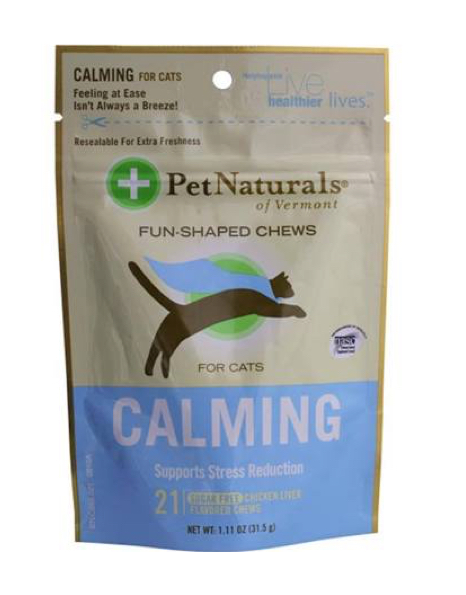 CALMING FOR CATS
Feeling at Ease
Isn't Always a Breeze!
Live
healthier lives.™
Resealable For Extra Freshness
PetNaturals®
of Vermont
FUN-SHAPED CHEWS
FOR CATS
CALMING
Supports Stress Reduction
21 SUGAR FREE CHICKEN LIVER
FLAVORED CHEWS
NET WT. 1.11 OZ (31.5 g)